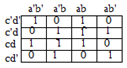 a'b' a'b ab ab'
c'd' 1 0 1 0
c'd 0 1 1 1
cd 1 1 1 0
cd' 1 0 0 1